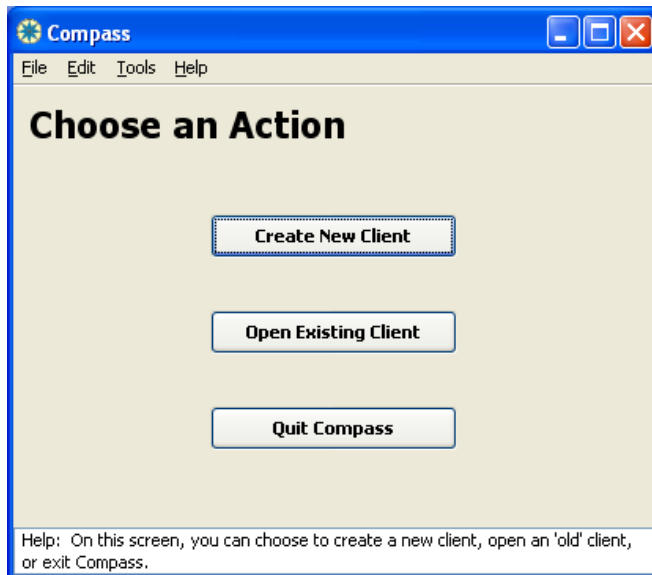 Compass
File Edit Tools Help
Choose an Action
Create New Client
Open Existing Client
Quit Compass
Help: On this screen, you can choose to create a new client, open an 'old' client,
or exit Compass.